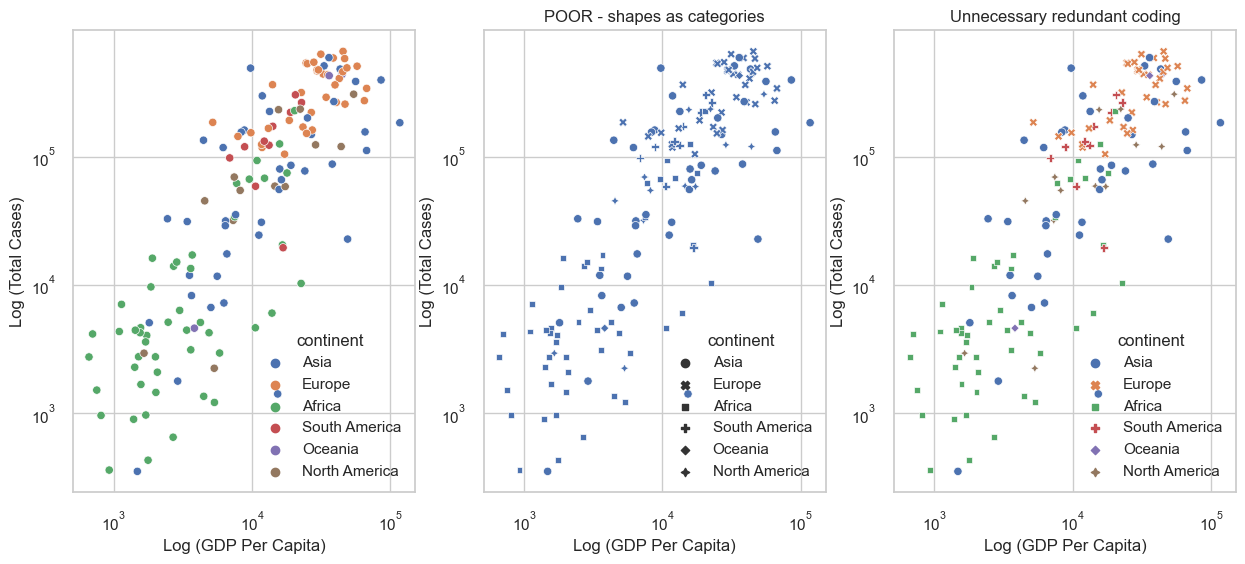 POOR - shapes as categories
Unnecessary redundant coding
Log (Total Cases)
10^5
10^4
10^3
continent
Asia
Europe
Africa
South America
Oceania
North America
10^3
10^4
10^5
Log (GDP Per Capita)
Log (Total Cases)
10^5
10^4
10^3
continent
Asia
Europe
Africa
South America
Oceania
North America
10^3
10^4
10^5
Log (GDP Per Capita)
Log (Total Cases)
10^5
10^4
10^3
continent
Asia
Europe
Africa
South America
Oceania
North America
10^3
10^4
10^5
Log (GDP Per Capita)